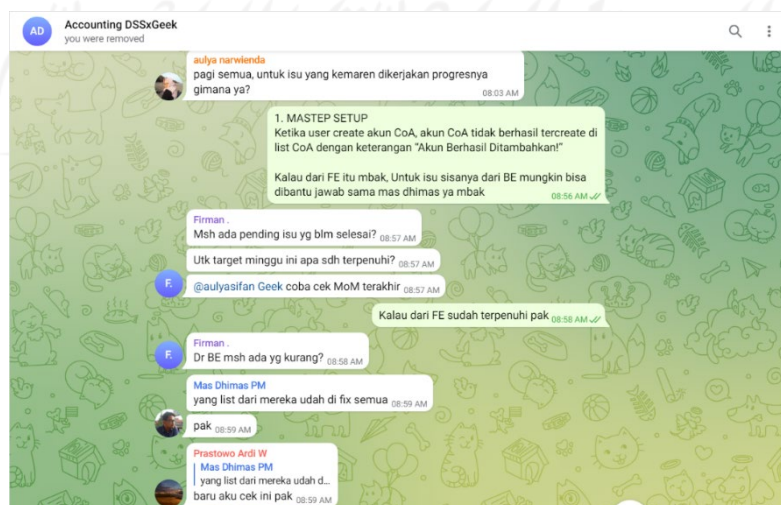 AD
Accounting DSSxGeek
you were removed
aulya narwienda
pagi semua, untuk isu yang kemaren dikerjakan progresnya
gimana ya?
08:03 AM
1. MASTEP SETUP
Ketika user create akun CoA, akun CoA tidak berhasil tercreate di
list CoA dengan keterangan "Akun Berhasil Ditambahkan!"
Kalau dari FE itu mbak, Untuk isu sisanya dari BE mungkin bisa
dibantu jawab sama mas dhimas ya mbak
08:56 AM
Firman .
Msh ada pending isu yg blm selesai? 08:57 AM
Utk target minggu ini apa sdh terpenuhi? 08:57 AM
F.
@aulyasifan Geek coba cek MoM terakhir 08:57 AM
Kalau dari FE sudah terpenuhi pak 08:58 AM
Firman .
F.
Dr BE msh ada yg kurang? 08:58 AM
Mas Dhimas PM
yang list dari mereka udah di fix semua 08:59 AM
pak 08:59 AM
Prastowo Ardi W
Mas Dhimas PM
yang list dari mereka udah d...
baru aku cek ini pak 08:59 AM